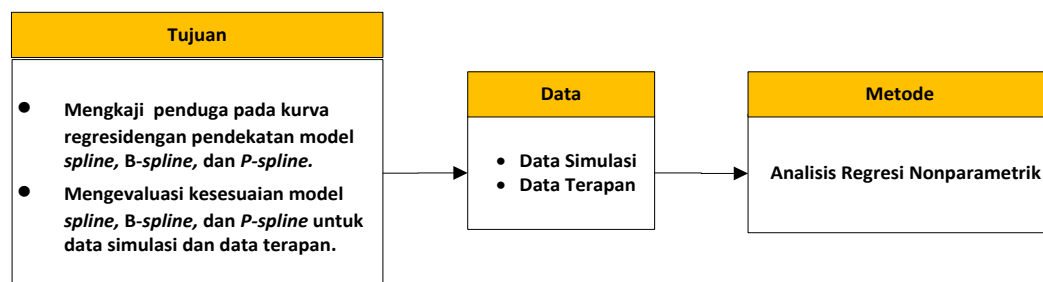 Tujuan
● Mengkaji penduga pada kurva
regresidengan pendekatan model
spline, B-spline, dan P-spline.
● Mengevaluasi kesesuaian model
spline, B-spline, dan P-spline untuk
data simulasi dan data terapan.
Data
• Data Simulasi
• Data Terapan
Metode
Analisis Regresi Nonparametrik